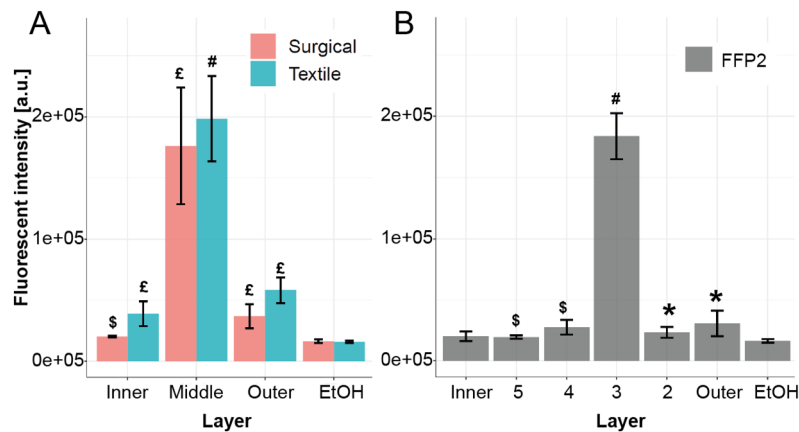 A
B
Surgical
Textile
FFP2
Fluorescent intensity [a.u.]
2e+05
1e+05
0e+05
$
£
£
#
£
£
Inner
Middle
Outer
EtOH
Layer
2e+05
1e+05
0e+05
$
$
#
*
*
Inner
5
4
3
2
Outer
EtOH
Layer